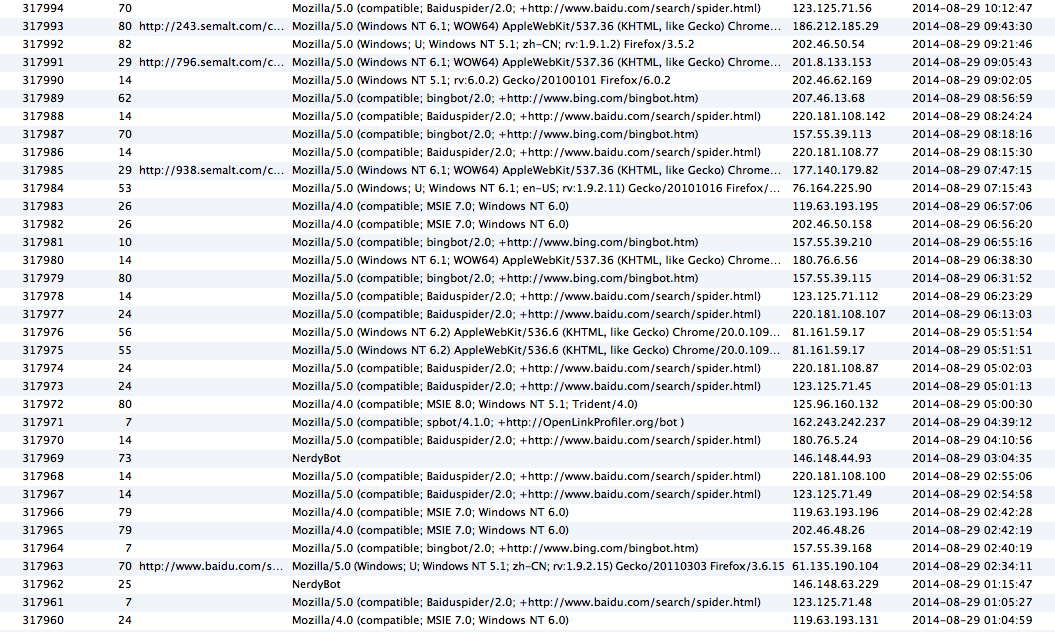 317994 70 Mozilla/5.0 (compatible; Baiduspider/2.0; +http://www.baidu.com/search/spider.html) 123.125.71.56 2014-08-29 10:12:47
317993 80 http://243.semalt.com/c... Mozilla/5.0 (Windows NT 6.1; WOW64) AppleWebKit/537.36 (KHTML, like Gecko) Chrome... 186.212.185.29 2014-08-29 09:43:30
317992 82 Mozilla/5.0 (Windows; U; Windows NT 5.1; zh-CN; rv:1.9.1.2) Firefox/3.5.2 202.46.50.54 2014-08-29 09:21:46
317991 29 http://796.semalt.com/c... Mozilla/5.0 (Windows NT 6.1; WOW64) AppleWebKit/537.36 (KHTML, like Gecko) Chrome... 201.8.133.153 2014-08-29 09:05:43
317990 14 Mozilla/5.0 (Windows NT 5.1; rv:6.0.2) Gecko/20100101 Firefox/6.0.2 202.46.62.169 2014-08-29 09:02:05
317989 62 Mozilla/5.0 (compatible; bingbot/2.0; +http://www.bing.com/bingbot.htm) 207.46.13.68 2014-08-29 08:56:59
317988 14 Mozilla/5.0 (compatible; Baiduspider/2.0; +http://www.baidu.com/search/spider.html) 220.181.108.142 2014-08-29 08:24:24
317987 70 Mozilla/5.0 (compatible; bingbot/2.0; +http://www.bing.com/bingbot.htm) 157.55.39.113 2014-08-29 08:18:16
317986 14 Mozilla/5.0 (compatible; Baiduspider/2.0; +http://www.baidu.com/search/spider.html) 220.181.108.77 2014-08-29 08:15:30
317985 29 http://938.semalt.com/c... Mozilla/5.0 (Windows NT 6.1; WOW64) AppleWebKit/537.36 (KHTML, like Gecko) Chrome... 177.140.179.82 2014-08-29 07:47:15
317984 53 Mozilla/5.0 (Windows; U; Windows NT 6.1; en-US; rv:1.9.2.11) Gecko/20101016 Firefox/... 76.164.225.90 2014-08-29 07:15:43
317983 26 Mozilla/4.0 (compatible; MSIE 7.0; Windows NT 6.0) 119.63.193.195 2014-08-29 06:57:06
317982 26 Mozilla/4.0 (compatible; MSIE 7.0; Windows NT 6.0) 202.46.50.158 2014-08-29 06:56:20
317981 10 Mozilla/5.0 (compatible; bingbot/2.0; +http://www.bing.com/bingbot.htm) 157.55.39.210 2014-08-29 06:55:16
317980 14 Mozilla/5.0 (Windows NT 6.1; WOW64) AppleWebKit/537.36 (KHTML, like Gecko) Chrome... 180.76.6.56 2014-08-29 06:38:30
317979 80 Mozilla/5.0 (compatible; bingbot/2.0; +http://www.bing.com/bingbot.htm) 157.55.39.115 2014-08-29 06:31:52
317978 14 Mozilla/5.0 (compatible; Baiduspider/2.0; +http://www.baidu.com/search/spider.html) 123.125.71.112 2014-08-29 06:23:29
317977 24 Mozilla/5.0 (compatible; Baiduspider/2.0; +http://www.baidu.com/search/spider.html) 220.181.108.107 2014-08-29 06:13:03
317976 56 Mozilla/5.0 (Windows NT 6.2) AppleWebKit/536.6 (KHTML, like Gecko) Chrome/20.0.109... 81.161.59.17 2014-08-29 05:51:54
317975 55 Mozilla/5.0 (Windows NT 6.2) AppleWebKit/536.6 (KHTML, like Gecko) Chrome/20.0.109... 81.161.59.17 2014-08-29 05:51:51
317974 24 Mozilla/5.0 (compatible; Baiduspider/2.0; +http://www.baidu.com/search/spider.html) 220.181.108.87 2014-08-29 05:02:03
317973 24 Mozilla/5.0 (compatible; Baiduspider/2.0; +http://www.baidu.com/search/spider.html) 123.125.71.45 2014-08-29 05:01:13
317972 80 Mozilla/4.0 (compatible; MSIE 8.0; Windows NT 5.1; Trident/4.0) 125.96.160.132 2014-08-29 05:00:30
317971 7 Mozilla/5.0 (compatible; spbot/4.1.0; +http://OpenLinkProfiler.org/bot ) 162.243.242.237 2014-08-29 04:39:12
317970 14 Mozilla/5.0 (compatible; Baiduspider/2.0; +http://www.baidu.com/search/spider.html) 180.76.5.24 2014-08-29 04:10:56
317969 73 NerdyBot 146.148.44.93 2014-08-29 03:04:35
317968 14 Mozilla/5.0 (compatible; Baiduspider/2.0; +http://www.baidu.com/search/spider.html) 220.181.108.100 2014-08-29 02:55:06
317967 14 Mozilla/5.0 (compatible; Baiduspider/2.0; +http://www.baidu.com/search/spider.html) 123.125.71.49 2014-08-29 02:54:58
317966 79 Mozilla/4.0 (compatible; MSIE 7.0; Windows NT 6.0) 119.63.193.196 2014-08-29 02:42:28
317965 79 Mozilla/4.0 (compatible; MSIE 7.0; Windows NT 6.0) 202.46.48.26 2014-08-29 02:42:19
317964 7 Mozilla/5.0 (compatible; bingbot/2.0; +http://www.bing.com/bingbot.htm) 157.55.39.168 2014-08-29 02:40:19
317963 70 http://www.baidu.com/s... Mozilla/5.0 (Windows; U; Windows NT 5.1; zh-CN; rv:1.9.2.15) Gecko/20110303 Firefox/3.6.15 61.135.190.104 2014-08-29 02:34:11
317962 25 NerdyBot 146.148.63.229 2014-08-29 01:15:47
317961 7 Mozilla/5.0 (compatible; Baiduspider/2.0; +http://www.baidu.com/search/spider.html) 123.125.71.48 2014-08-29 01:05:27
317960 24 Mozilla/4.0 (compatible; MSIE 7.0; Windows NT 6.0) 119.63.193.131 2014-08-29 01:04:59